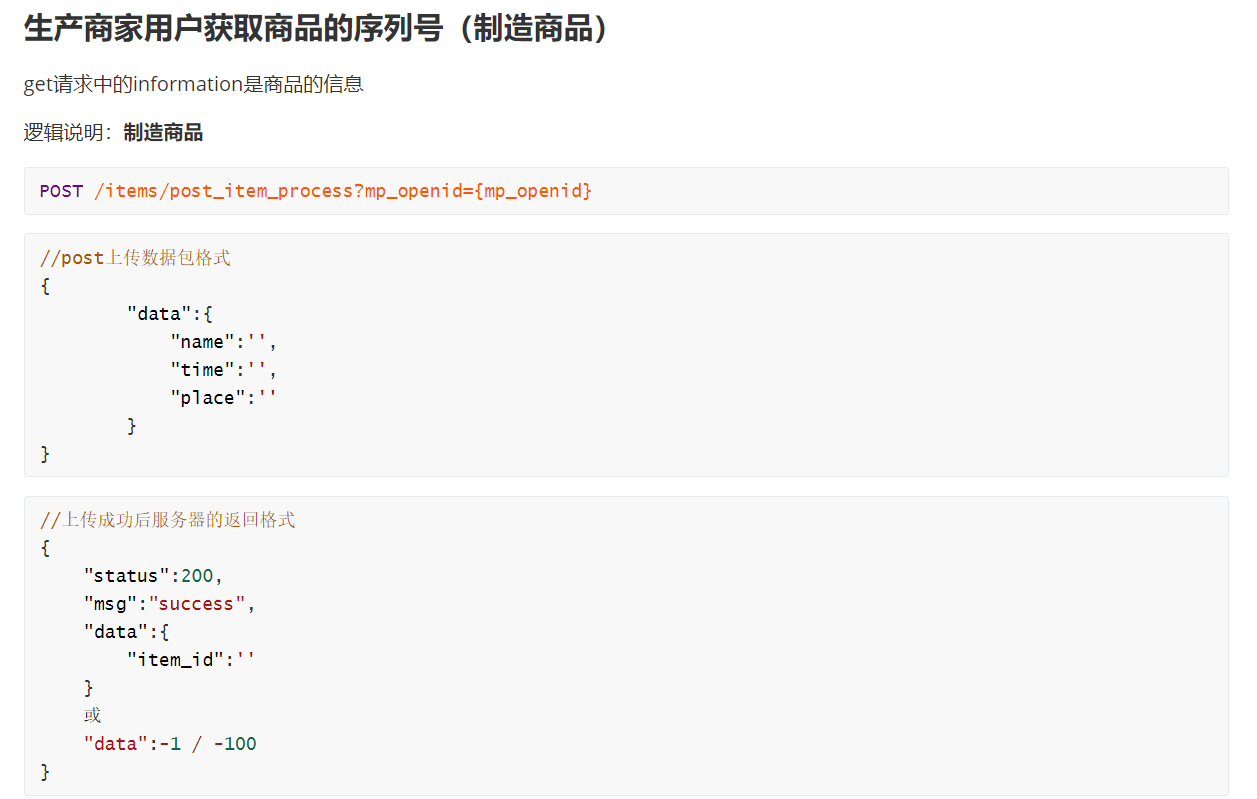 生产商家用户获取商品的序列号（制造商品）
get请求中的information是商品的信息
逻辑说明：制造商品
POST /items/post_item_process?mp_openid={mp_openid}
//post上传数据包格式
{
"data":{
"name":'',
"time":'',
"place":''
}
}
//上传成功后服务器的返回格式
{
"status":200,
"msg":"success",
"data":{
"item_id":''
}
或
"data":-1 / -100
}